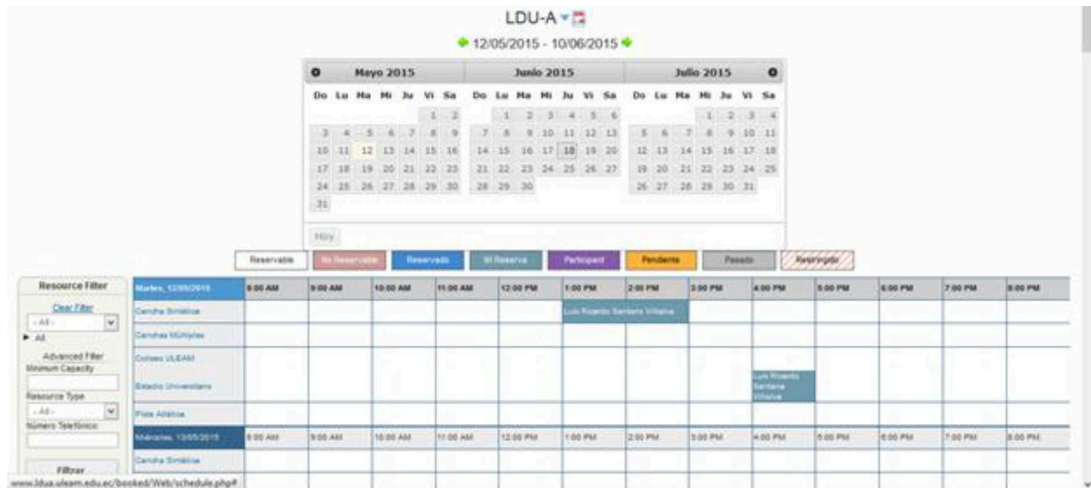 LDU-A
12/05/2015 - 10/06/2015
Mayo 2015 Junio 2015 Julio 2015
Do Lu Ma Mi Ju Vi Sa Do Lu Ma Mi Ju Vi Sa Do Lu Ma Mi Ju Vi Sa
1 2 1 2 3 4 5 6 1 2 3 4
3 4 5 6 7 8 9 7 8 9 10 11 12 13 5 6 7 8 9 10 11
10 11 12 13 14 15 16 14 15 16 17 18 19 20 12 13 14 15 16 17 18
17 18 19 20 21 22 23 21 22 23 24 25 26 27 19 20 21 22 23 24 25
24 25 26 27 28 29 30 28 29 30 26 27 28 29 30 31
31
Hoy
Reservable No Reservable Reservado Mi Reserva Participant Pendiente Pasado Restringido
Resource Filter
Clear Filter
- All -
All
Advanced Filter
Minimum Capacity
Resource Type
- All -
Número Telefónico:
Filtrar
Martes, 12/05/2015 8:00 AM 9:00 AM 10:00 AM 11:00 AM 12:00 PM 1:00 PM 2:00 PM 3:00 PM 4:00 PM 5:00 PM 6:00 PM 7:00 PM 8:00 PM
Cancha Sintética Luis Ricardo Santana Villalva
Canchas Múltiples
Coliseo ULEAM
Estadio Universitario Luis Ricardo
Santana
Villalva
Pista Atlética
Miércoles, 13/05/2015 8:00 AM 9:00 AM 10:00 AM 11:00 AM 12:00 PM 1:00 PM 2:00 PM 3:00 PM 4:00 PM 5:00 PM 6:00 PM 7:00 PM 8:00 PM
Cancha Sintética
www.ldua.uleam.edu.ec/booked/Web/schedule.php#